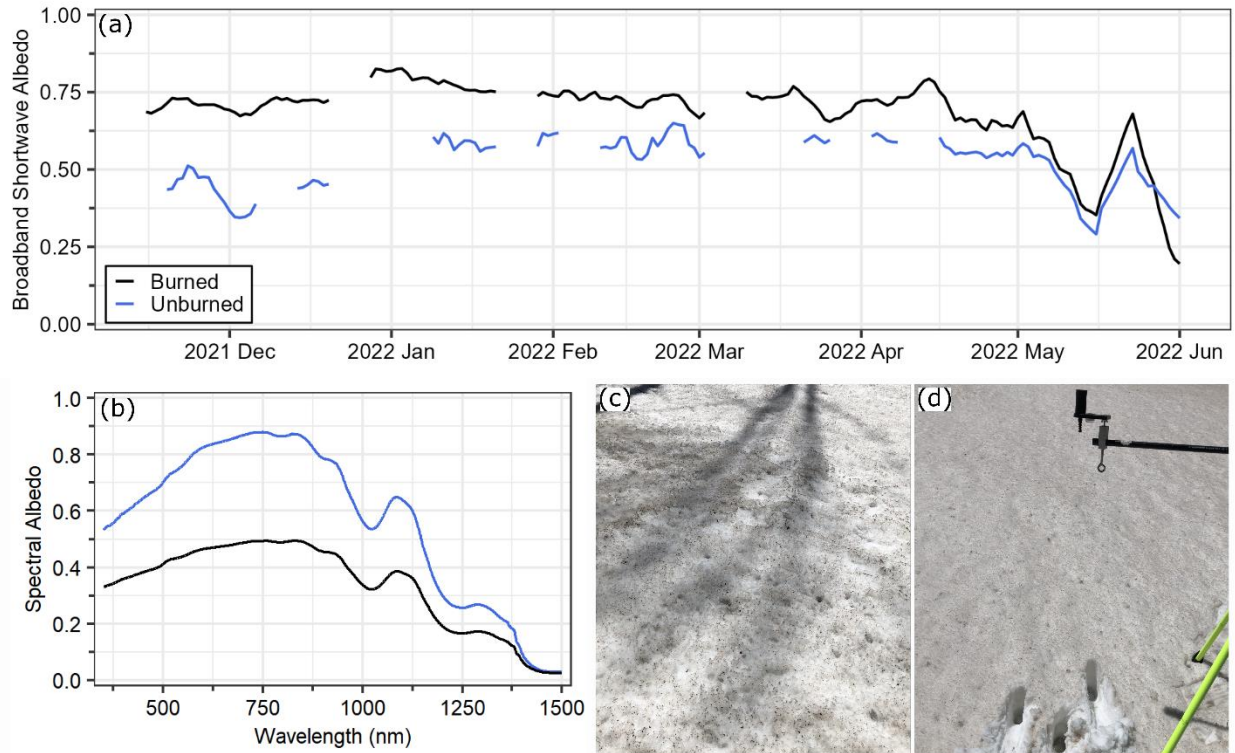 (a)
Broadband Shortwave Albedo
1.00
0.75
0.50
0.25
0.00
Burned
Unburned
2021 Dec
2022 Jan
2022 Feb
2022 Mar
2022 Apr
2022 May
2022 Jun
(b)
Spectral Albedo
1.0
0.8
0.6
0.4
0.2
0.0
500
750
1000
1250
1500
Wavelength (nm)
(c)
(d)